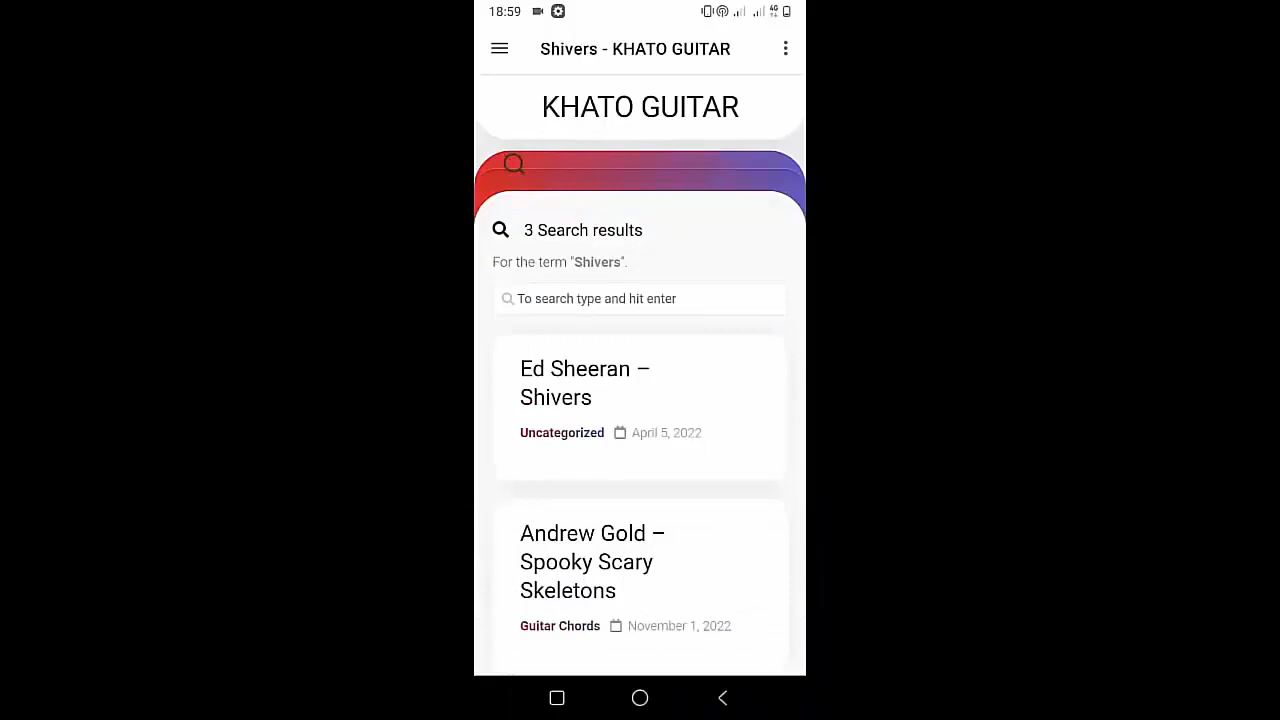 18:59
4G
Shivers - KHATO GUITAR
KHATO GUITAR
3 Search results
For the term "Shivers".
To search type and hit enter
Ed Sheeran –
Shivers
Uncategorized April 5, 2022
Andrew Gold –
Spooky Scary
Skeletons
Guitar Chords November 1, 2022